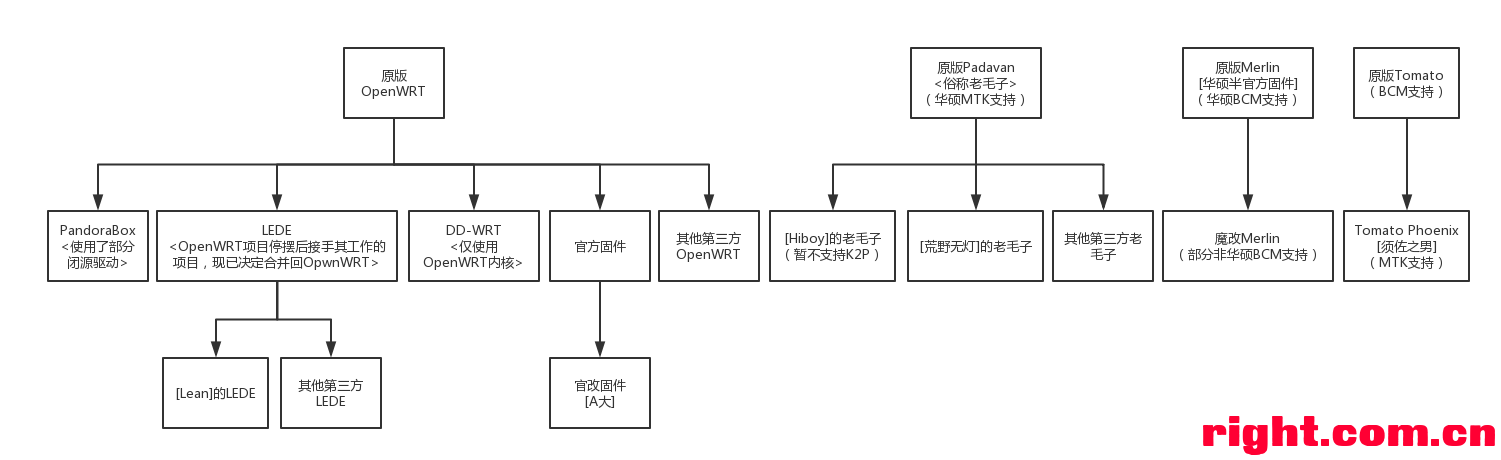 原版
OpenWRT
原版Padavan
<俗称老毛子>
（华硕MTK支持）
原版Merlin
[华硕半官方固件]
（华硕BCM支持）
原版Tomato
（BCM支持）
PandoraBox
<使用了部分
闭源驱动>
LEDE
<OpenWRT项目停摆后接手其工作的
项目，现已决定合并回OpwnWRT>
DD-WRT
<仅使用
OpenWRT内核>
官方固件
其他第三方
OpenWRT
[Hiboy]的老毛子
（暂不支持K2P）
[荒野无灯]的老毛子
其他第三方老
毛子
魔改Merlin
（部分非华硕BCM支持）
Tomato Phoenix
[须佐之男]
（MTK支持）
[Lean]的LEDE
其他第三方
LEDE
官改固件
[A大]
right.com.cn